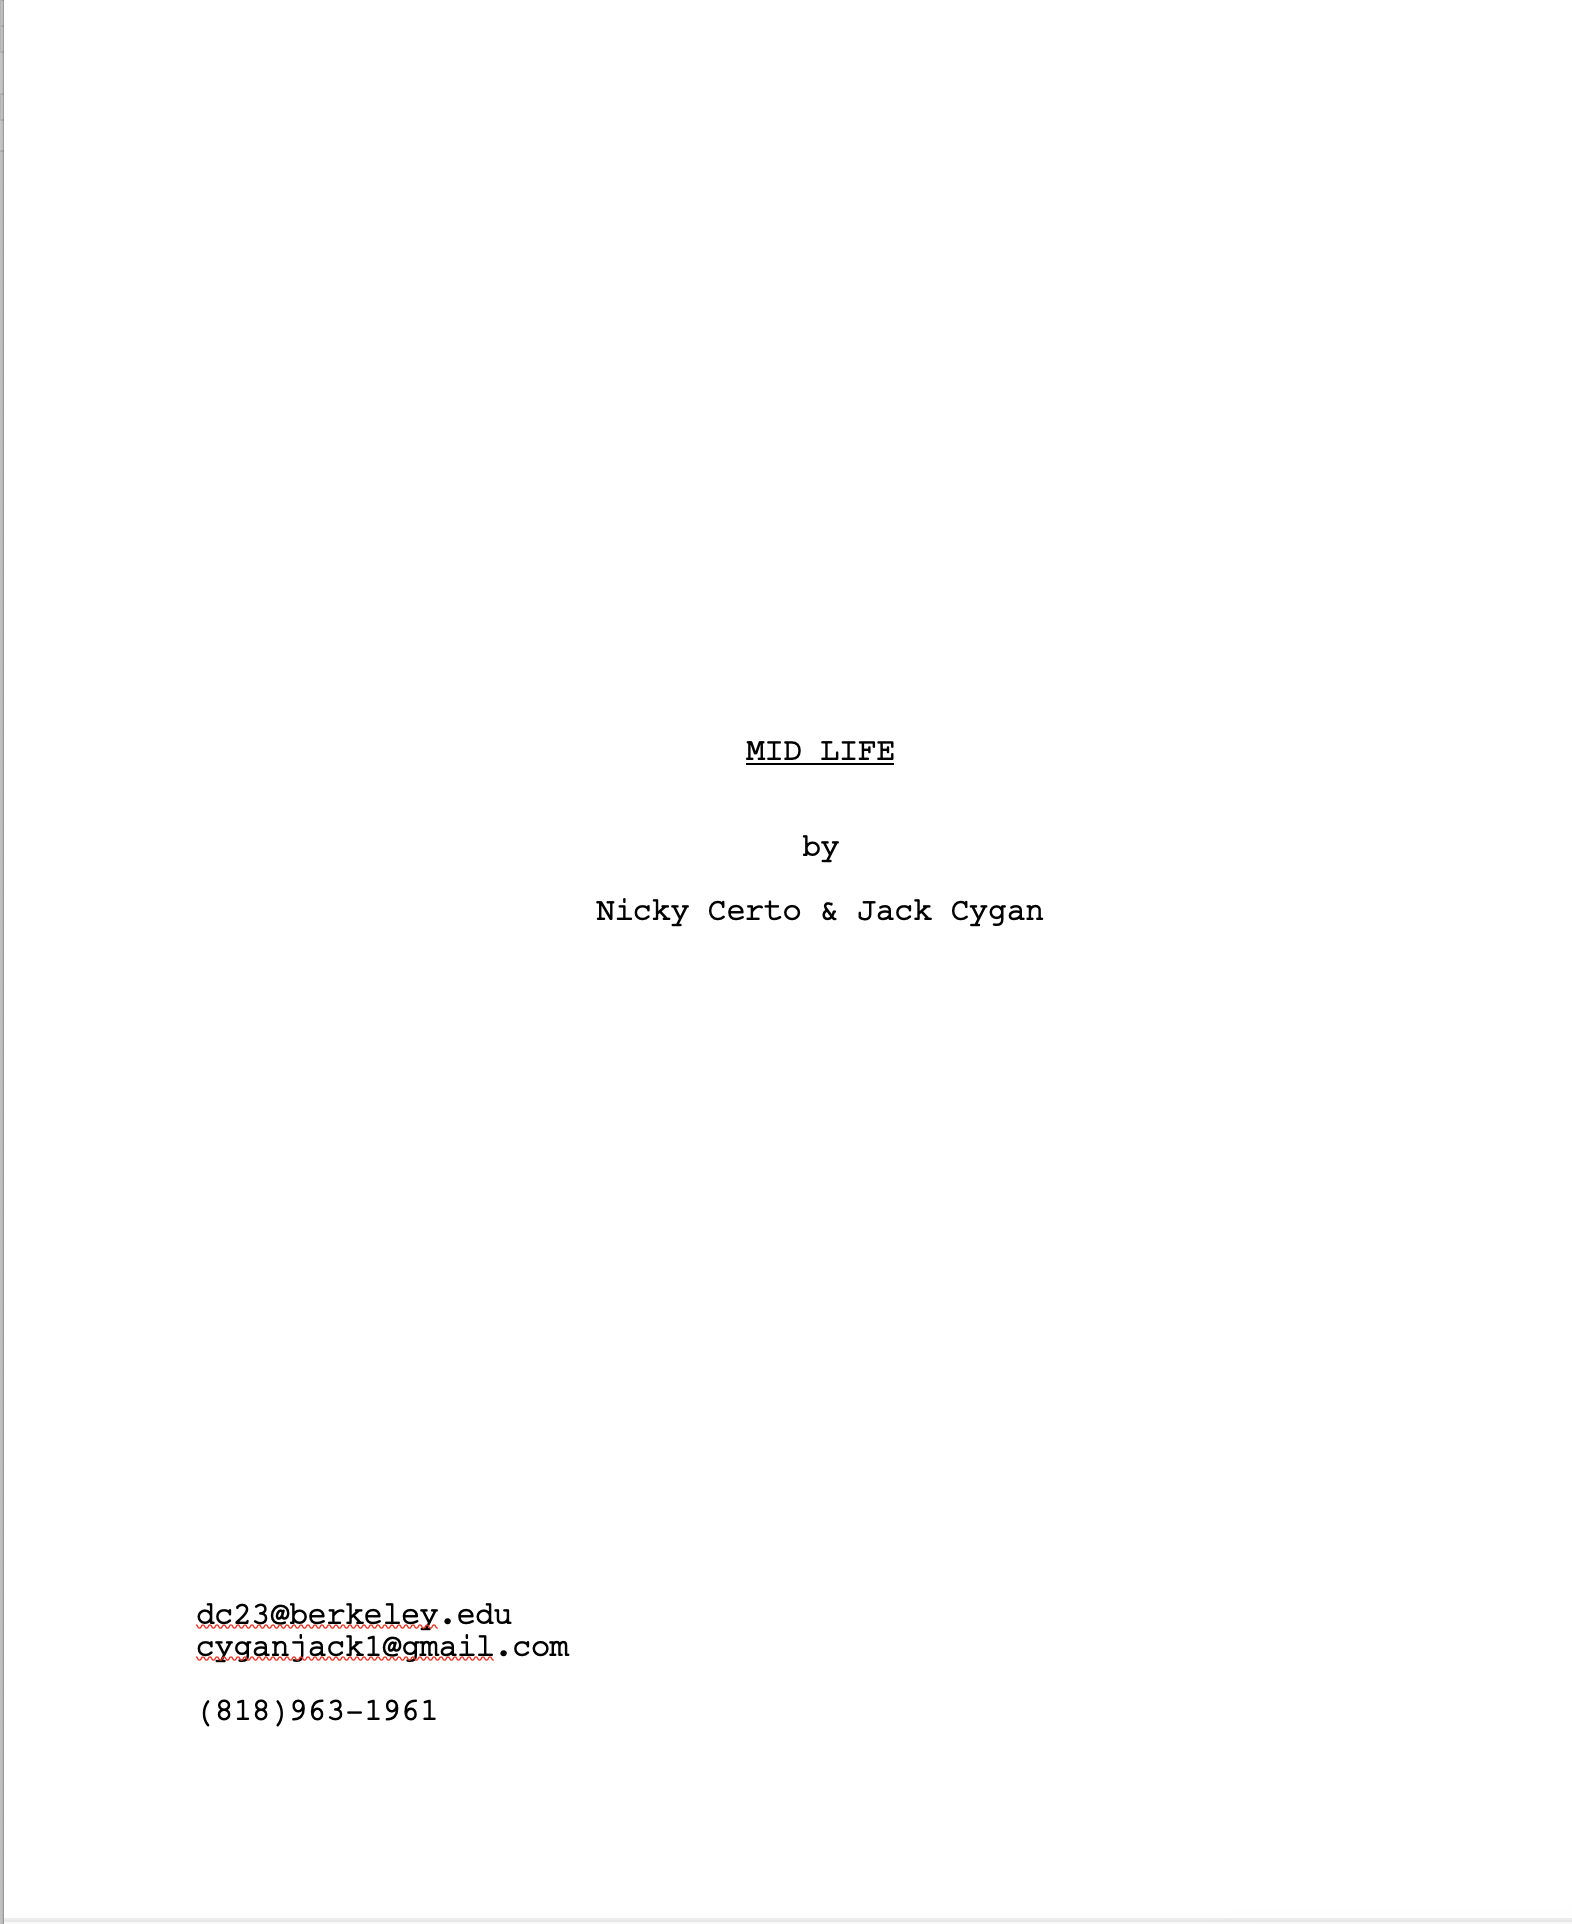 MID LIFE
by
Nicky Certo & Jack Cygan
dc23@berkeley.edu
cyganjack1@gmail.com
(818)963-1961